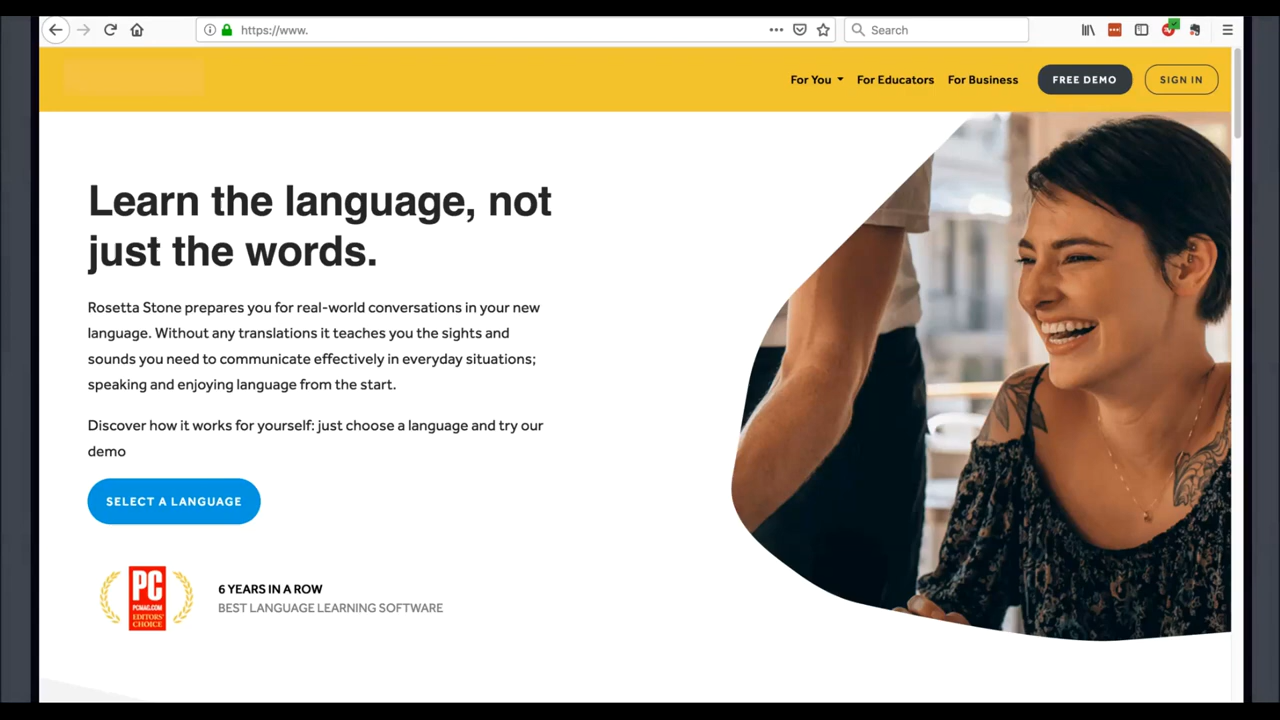 https://www.
Search
For You
For Educators
For Business
FREE DEMO
SIGN IN
Learn the language, not
just the words.
Rosetta Stone prepares you for real-world conversations in your new
language. Without any translations it teaches you the sights and
sounds you need to communicate effectively in everyday situations;
speaking and enjoying language from the start.
Discover how it works for yourself: just choose a language and try our
demo
SELECT A LANGUAGE
PC
PCMAG.COM
EDITORS'
CHOICE
6 YEARS IN A ROW
BEST LANGUAGE LEARNING SOFTWARE